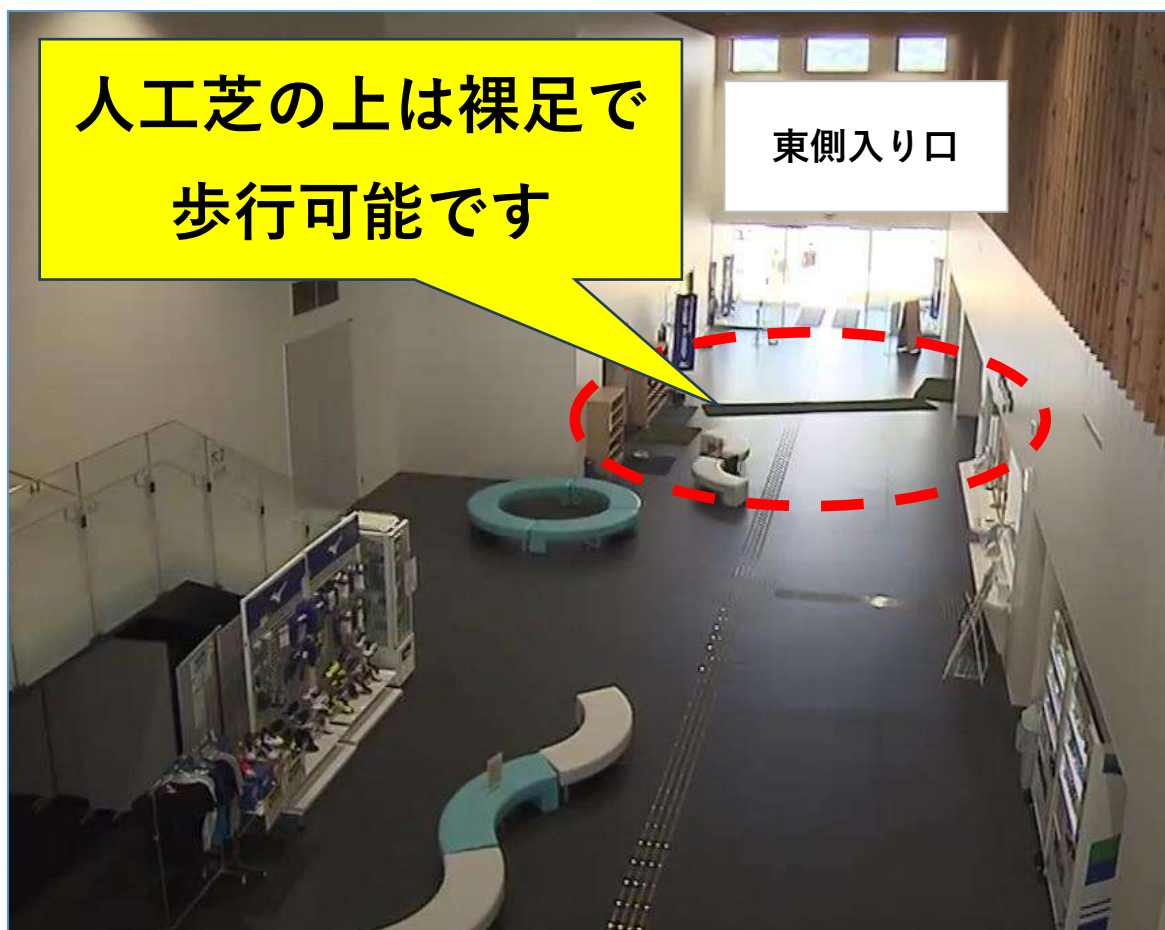 人工芝の上は裸足で
歩行可能です
東側入り口